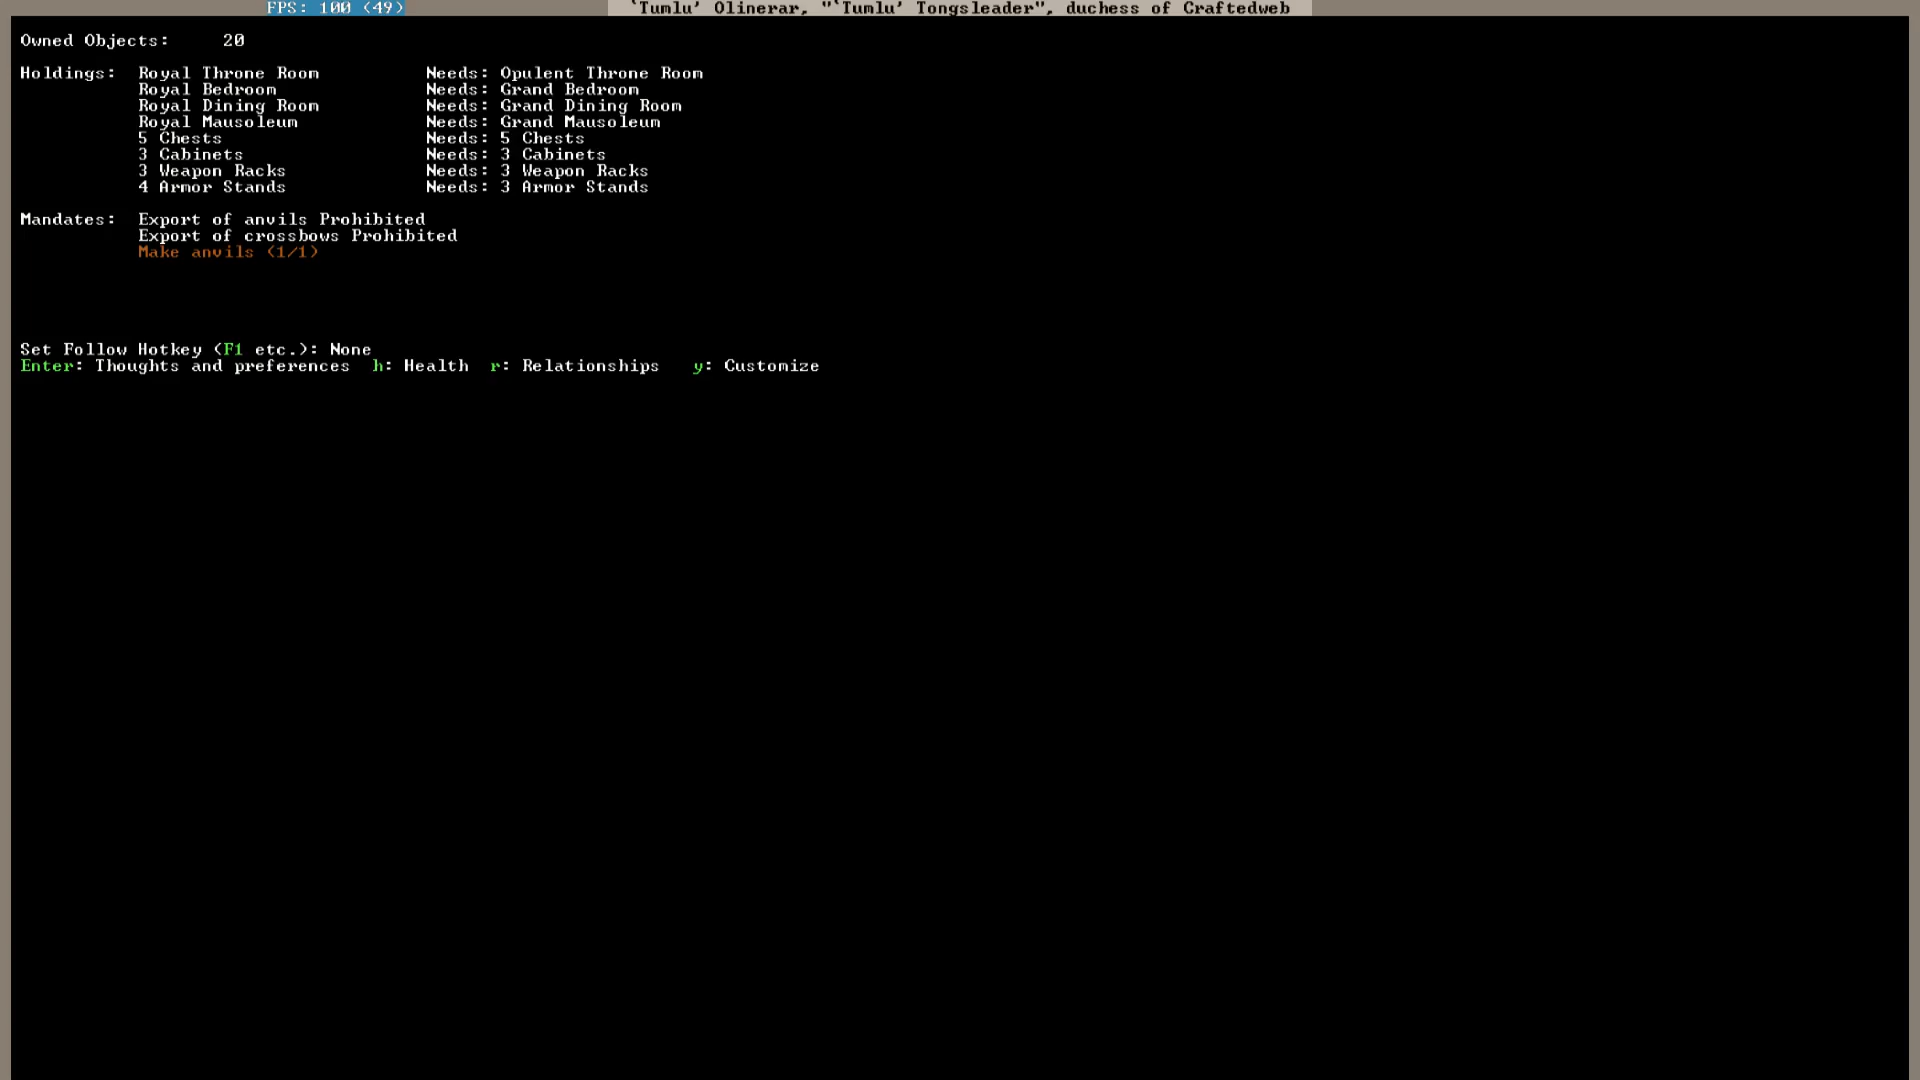 FPS: 100 (49)
`Tumlu' Olinerar, "`Tumlu' Tongsleader", duchess of Craftedweb
Owned Objects: 20
Holdings: Royal Throne Room Needs: Opulent Throne Room
Royal Bedroom Needs: Grand Bedroom
Royal Dining Room Needs: Grand Dining Room
Royal Mausoleum Needs: Grand Mausoleum
5 Chests Needs: 5 Chests
3 Cabinets Needs: 3 Cabinets
3 Weapon Racks Needs: 3 Weapon Racks
4 Armor Stands Needs: 3 Armor Stands
Mandates: Export of anvils Prohibited
Export of crossbows Prohibited
Make anvils (1/1)
Set Follow Hotkey (F1 etc.): None
Enter: Thoughts and preferences h: Health r: Relationships y: Customize